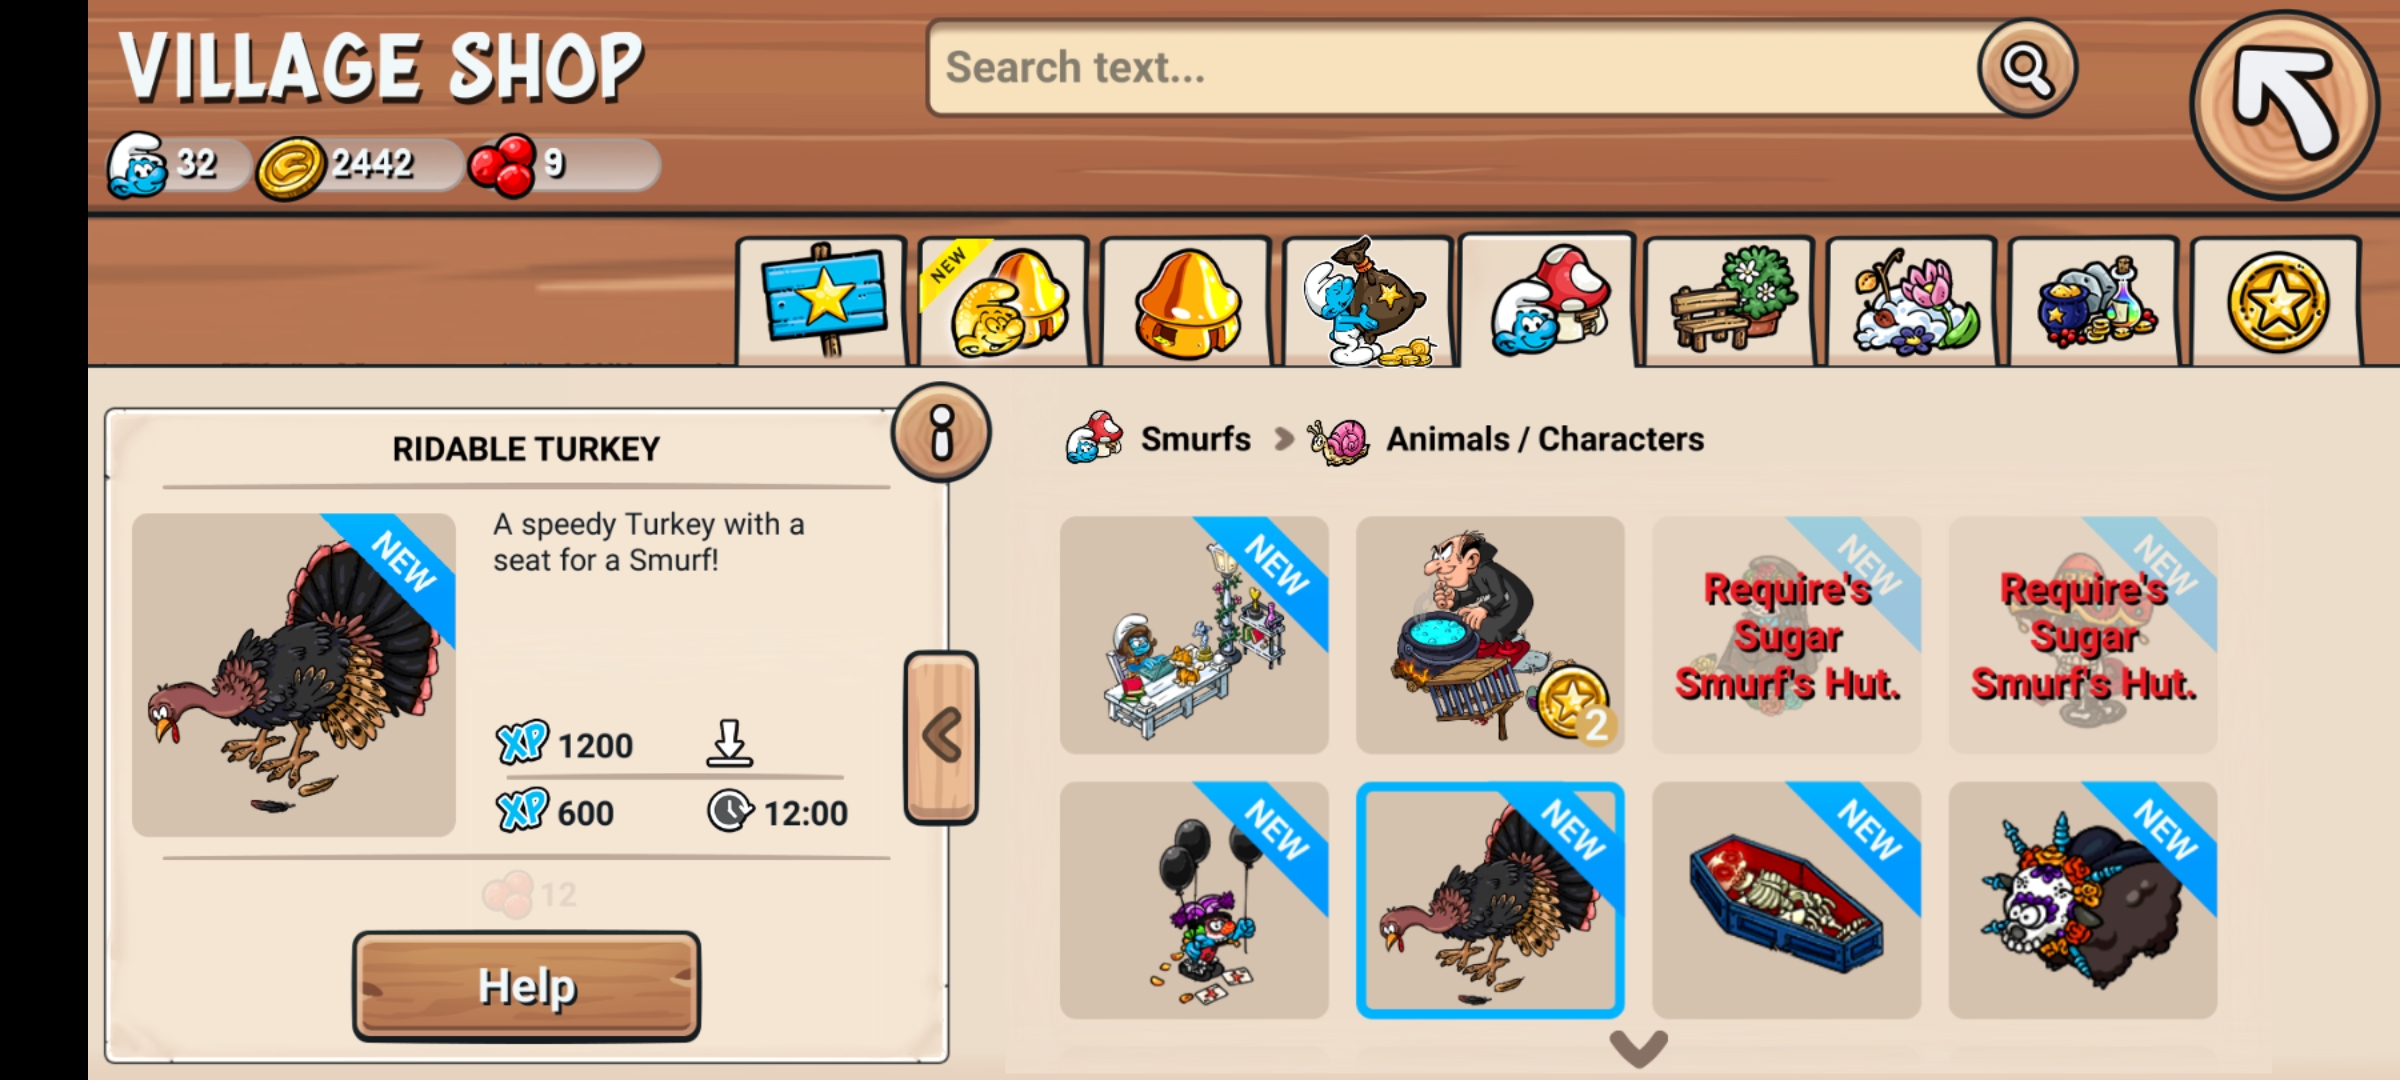 VILLAGE SHOP
Search text...
32
2442
9
NEW
RIDABLE TURKEY
A speedy Turkey with a
seat for a Smurf!
NEW
XP 1200
XP 600
12:00
12
Help
Smurfs
Animals / Characters
NEW
2
NEW
Require's
Sugar
Smurf's Hut.
NEW
Require's
Sugar
Smurf's Hut.
NEW
NEW
NEW
NEW